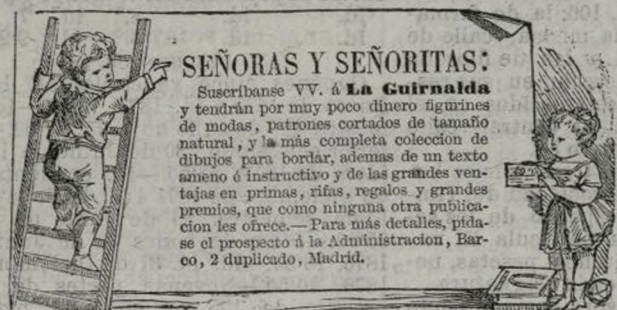 SEÑORAS Y SEÑORITAS:
Suscríbanse VV. á La Guirnalda
y tendrán por muy poco dinero figurines
de modas, patrones cortados de tamaño
natural, y la más completa coleccion de
dibujos para bordar, ademas de un texto
ameno é instructivo y de las grandes ven-
tajas en primas, rifas, regalos y grandes
premios, que como ninguna otra publica-
cion les ofrece.—Para más detalles, pída-
se el prospecto á la Administracion, Bar-
co, 2 duplicado, Madrid.